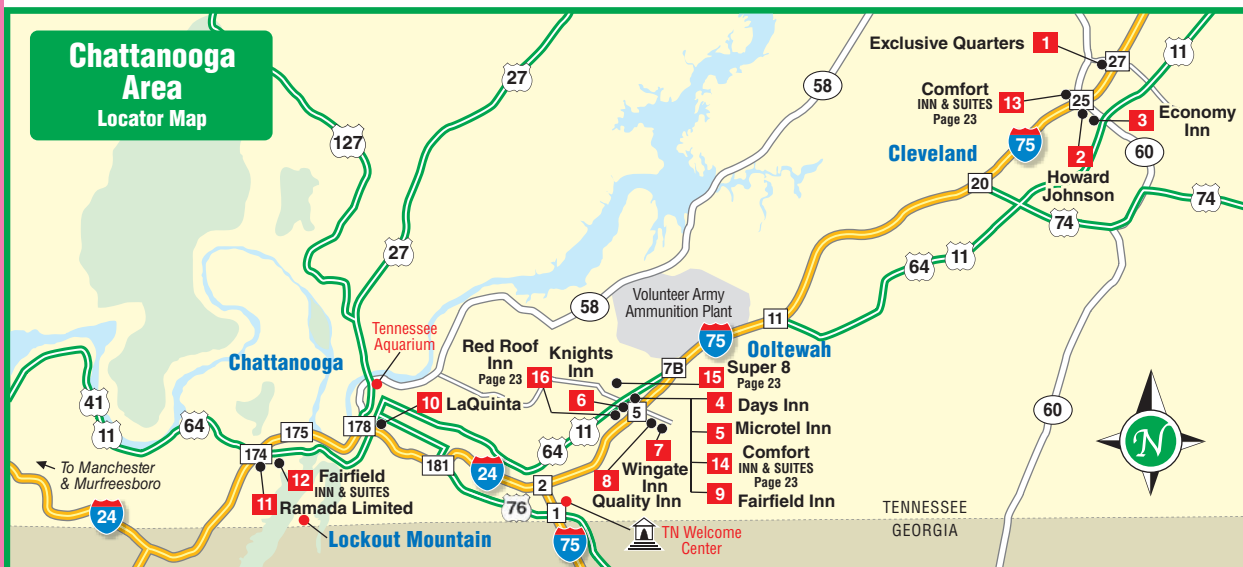 Chattanooga
Area
Locator Map
27
127
27
58
58
Exclusive Quarters 1
27
11
Comfort
INN & SUITES
Page 23
13
25
3 Economy
Inn
2
Howard
Johnson
60
75
Cleveland
20
74
74
64
11
Volunteer Army
Ammunition Plant
75
11
Ooltewah
Tennessee
Aquarium
Chattanooga
Red Roof
Inn
Page 23
16
Knights
Inn
6
7B
15 Super 8
Page 23
4 Days Inn
5 Microtel Inn
14 Comfort
INN & SUITES
Page 23
9 Fairfield Inn
5
7
Wingate
Inn
8
Quality Inn
10 LaQuinta
41
11
64
175
178
174
181
24
64
11
2
76
1
12 Fairfield
INN & SUITES
11 Ramada Limited
To Manchester
& Murfreesboro
24
Lockout Mountain
TN Welcome
Center
75
60
N
TENNESSEE
GEORGIA